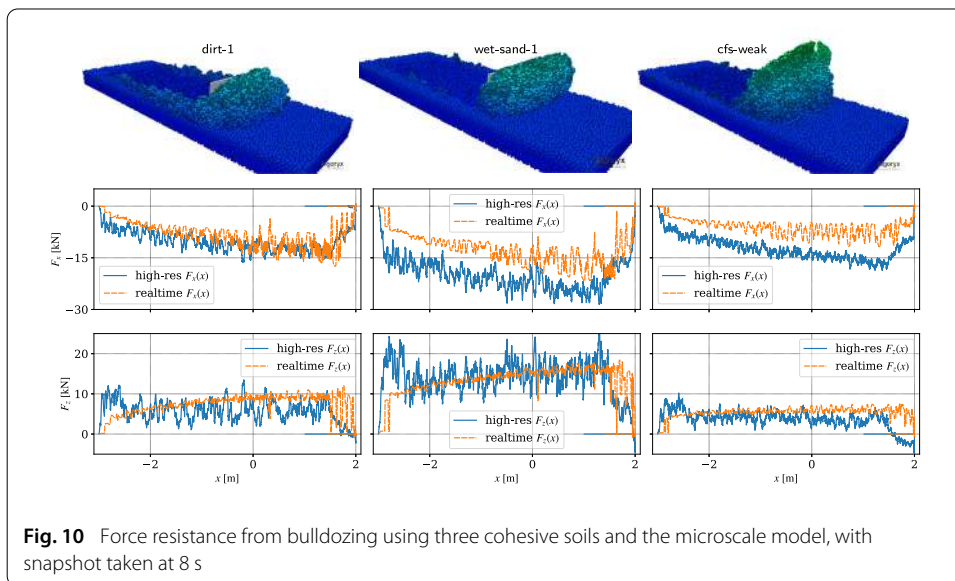 dirt-1 wet-sand-1 cfs-weak
0
−15
−30
F_x [kN]
high-res F_x(x)
realtime F_x(x)
high-res F_x(x)
realtime F_x(x)
high-res F_x(x)
realtime F_x(x)
20
10
0
F_z [kN]
high-res F_z(x)
realtime F_z(x)
high-res F_z(x)
realtime F_z(x)
high-res F_z(x)
realtime F_z(x)
−2 0 2 −2 0 2 −2 0 2
x [m] x [m] x [m]
Fig. 10 Force resistance from bulldozing using three cohesive soils and the microscale model, with
snapshot taken at 8 s